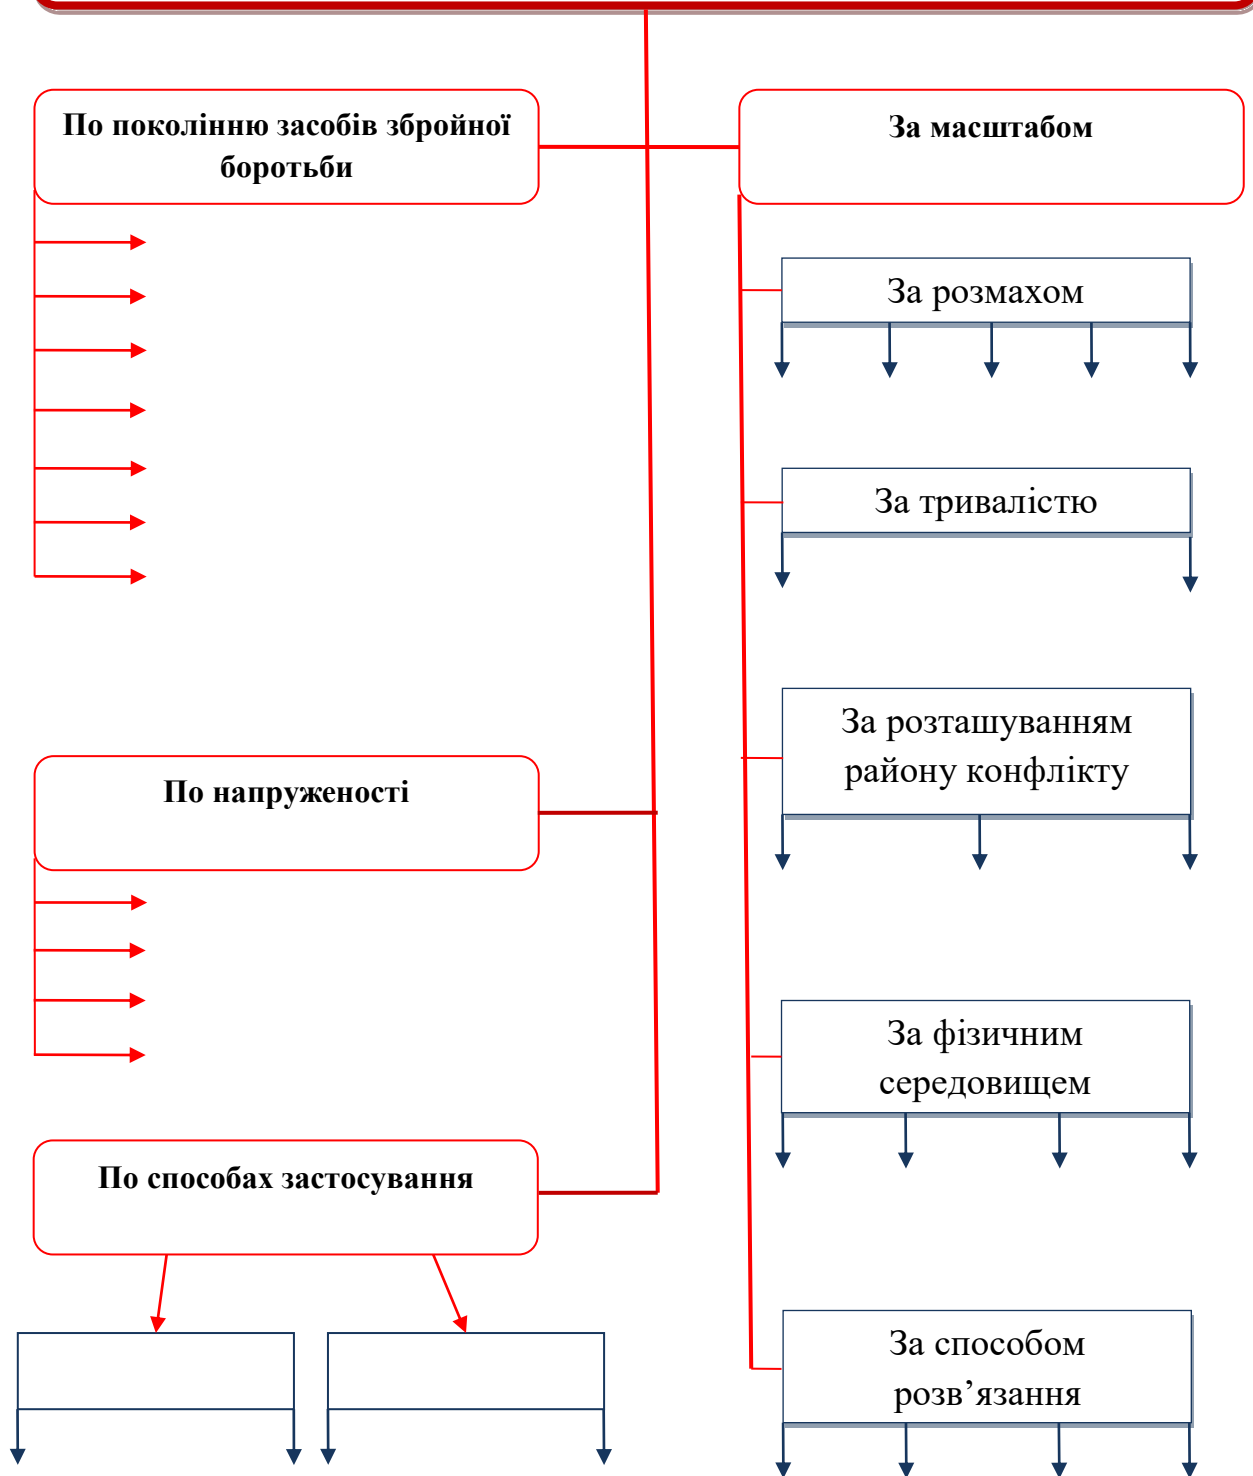 По поколінню засобів збройної
боротьби
За масштабом
За розмахом
За тривалістю
За розташуванням
району конфлікту
По напруженості
За фізичним
середовищем
По способах застосування
За способом
розв’язання